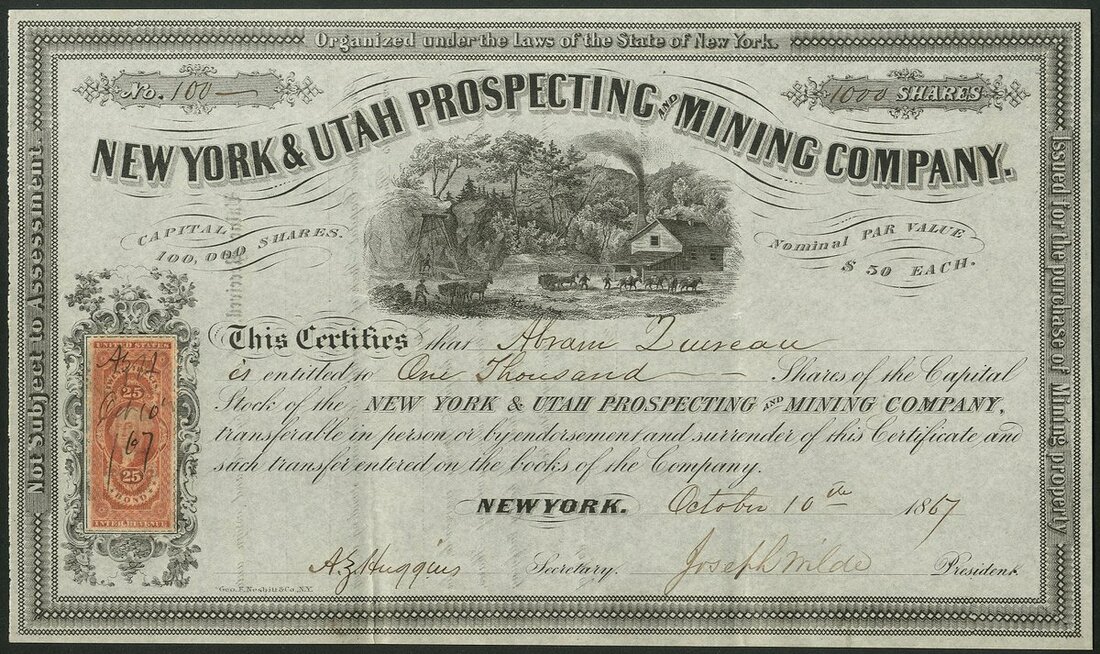 Organized under the Laws of the State of New York.
No. 100
1000 SHARES
NEW YORK & UTAH PROSPECTING AND MINING COMPANY.
CAPITAL
100,000 SHARES.
Nominal PAR VALUE
$ 50 EACH.
Not Subject to Assessment.
Issued for the purchase of Mining property
This Certifies that Abram
is entitled to One Thousand Shares of the Capital
Stock of the NEW YORK & UTAH PROSPECTING AND MINING COMPANY,
transferable in person or by endorsement and surrender of this Certificate and
such transfer entered on the books of the Company.
NEW YORK. October 10th 1867
A.Z. Huggins Secretary. Joseph Wilde President.
Geo. F. Nesbitt & Co., N.Y.
UNITED STATES
25
AZH
Oct 10
/67
25
BOND
INTER. REVENUE